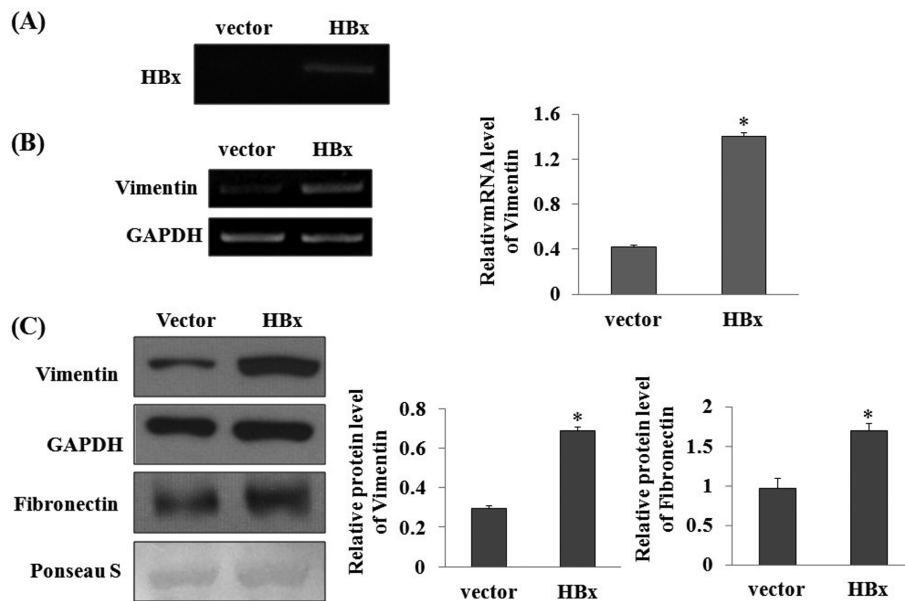 (A)
vector HBx
HBx
(B)
vector HBx
Vimentin
GAPDH
RelativmRNA level
of Vimentin
1.6
1.2
0.8
0.4
0
*
vector HBx
(C)
Vector HBx
Vimentin
GAPDH
Fibronectin
Ponseau S
Relative protein level
of Vimentin
0.8
0.6
0.4
0.2
0
*
vector HBx
Relative protein level
of Fibronectin
2
1.5
1
0.5
0
*
vector HBx